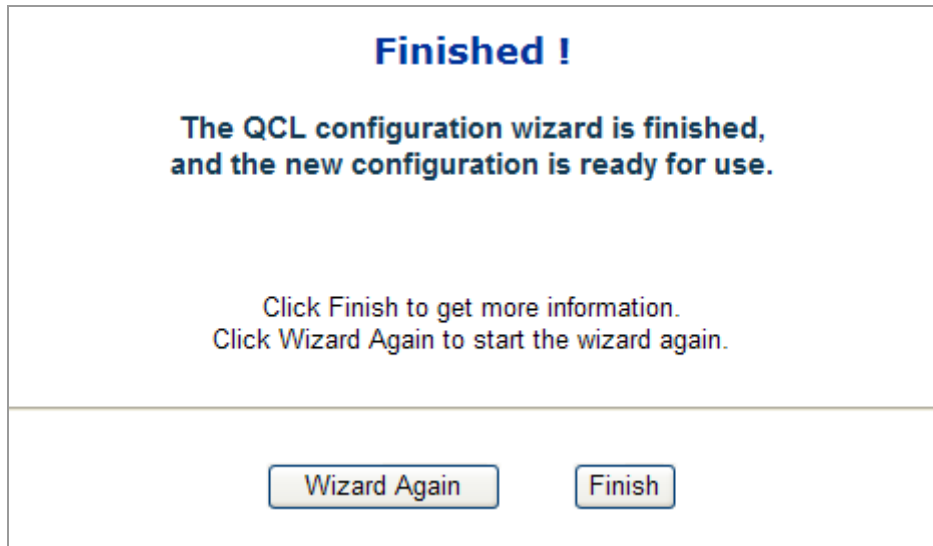 Finished !
The QCL configuration wizard is finished,
and the new configuration is ready for use.
Click Finish to get more information.
Click Wizard Again to start the wizard again.
Wizard Again
Finish